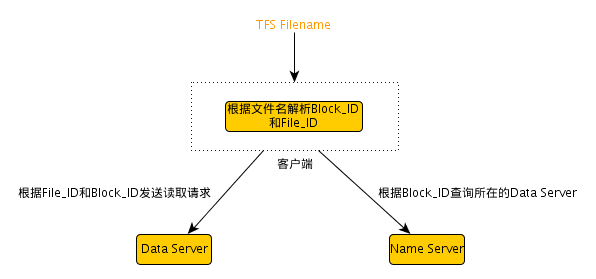 TFS Filename
根据文件名解析Block_ID
和File_ID
客户端
根据File_ID和Block_ID发送读取请求
根据Block_ID查询所在的Data Server
Data Server
Name Server